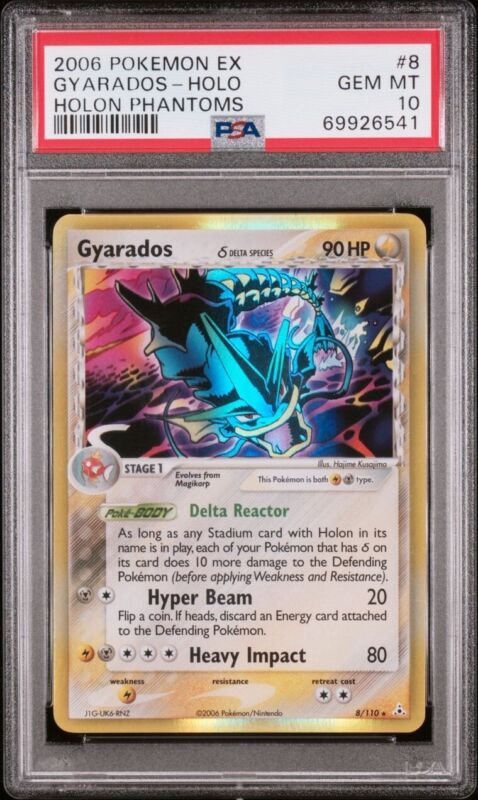 2006 POKEMON EX #8
GYARADOS - HOLO GEM MT
HOLON PHANTOMS 10
PSA 69926541
Gyarados δ DELTA SPECIES 90 HP
Illus. Hajime Kusajima
STAGE 1 Evolves from Magikarp This Pokémon is both type.
Poké-BODY Delta Reactor
As long as any Stadium card with Holon in its
name is in play, each of your Pokémon that has δ on
its card does 10 more damage to the Defending
Pokémon (before applying Weakness and Resistance).
Hyper Beam 20
Flip a coin. If heads, discard an Energy card attached
to the Defending Pokémon.
Heavy Impact 80
weakness resistance retreat cost
J1G-UK6-RNZ ©2006 Pokémon/Nintendo 8/110 ★
PSA